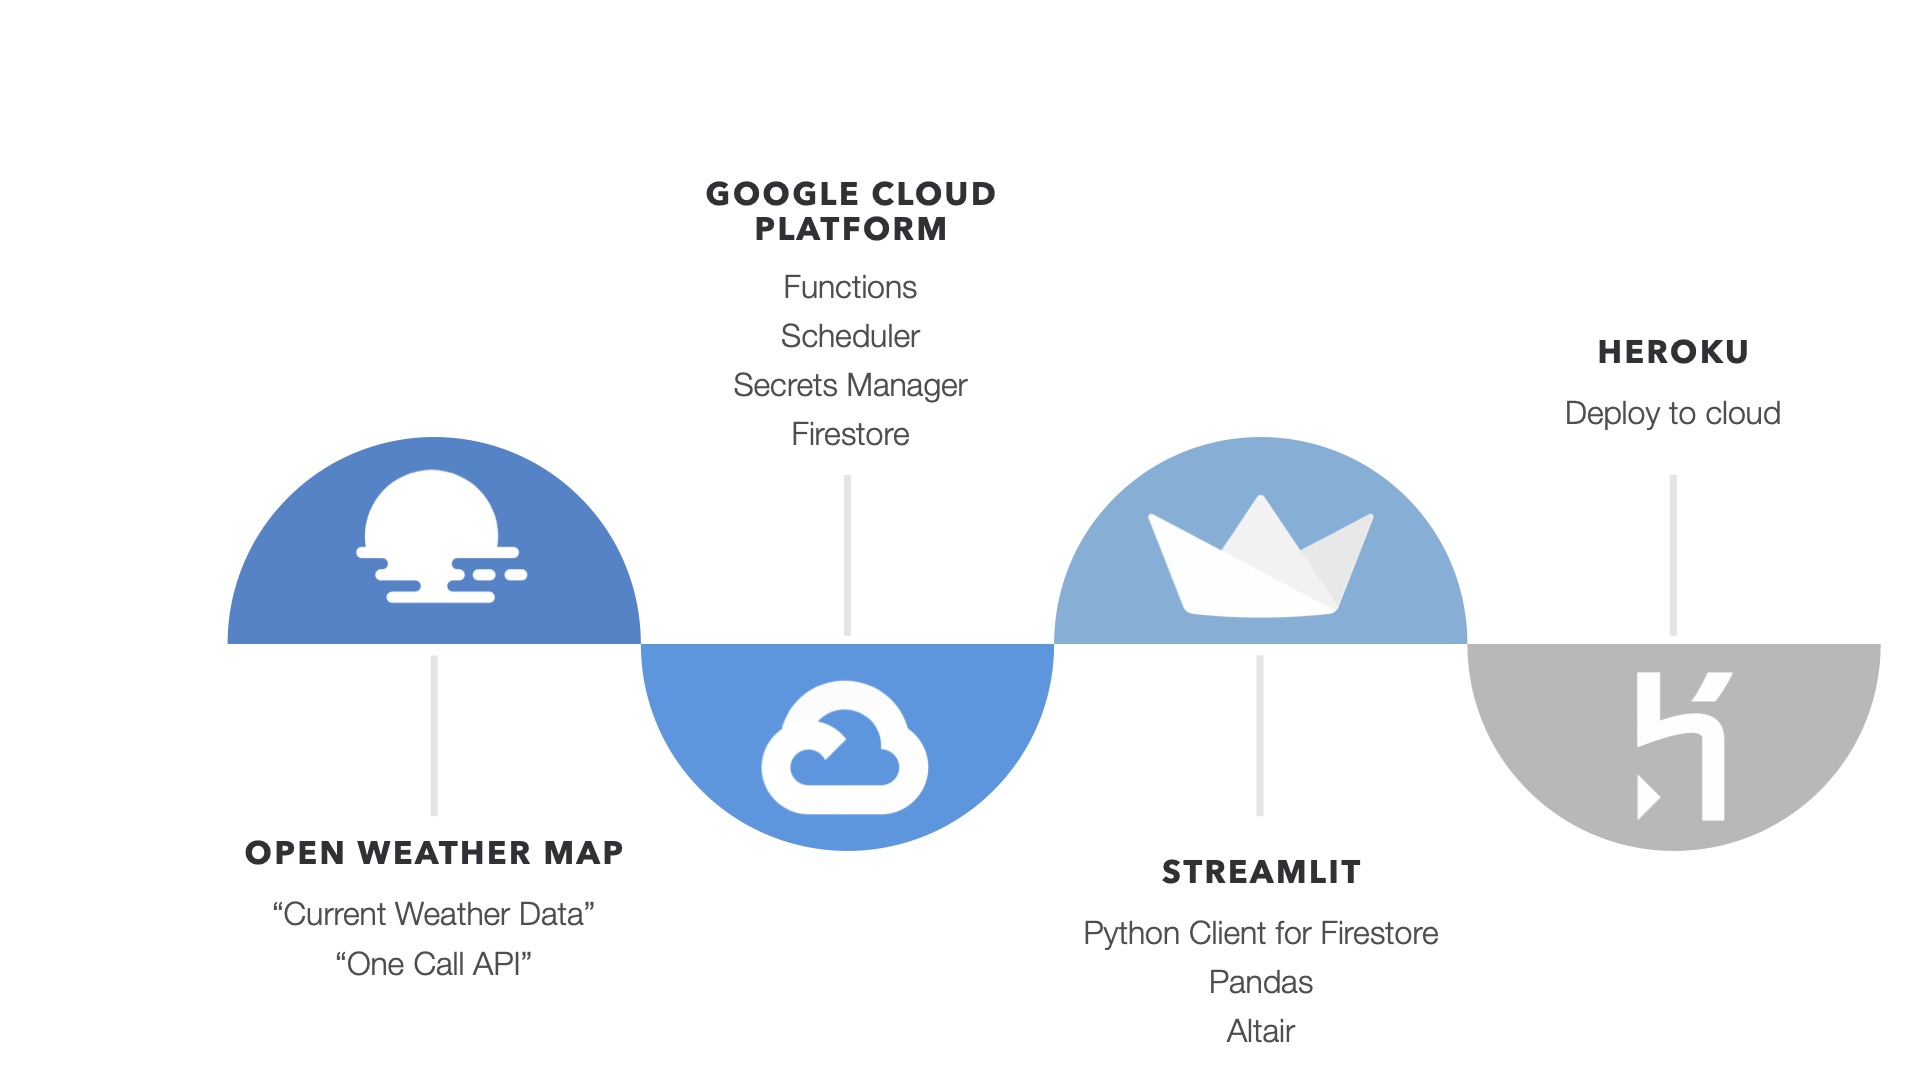 GOOGLE CLOUD
PLATFORM
Functions
Scheduler
Secrets Manager
Firestore
HEROKU
Deploy to cloud
OPEN WEATHER MAP
“Current Weather Data”
“One Call API”
STREAMLIT
Python Client for Firestore
Pandas
Altair